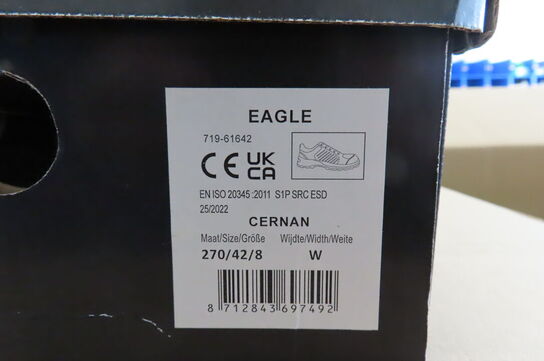 EAGLE
719-61642
CE UK CA
EN ISO 20345:2011 S1P SRC ESD
25/2022
CERNAN
Maat/Size/Größe Wijdte/Width/Weite
270/42/8 W
8 712843 697492